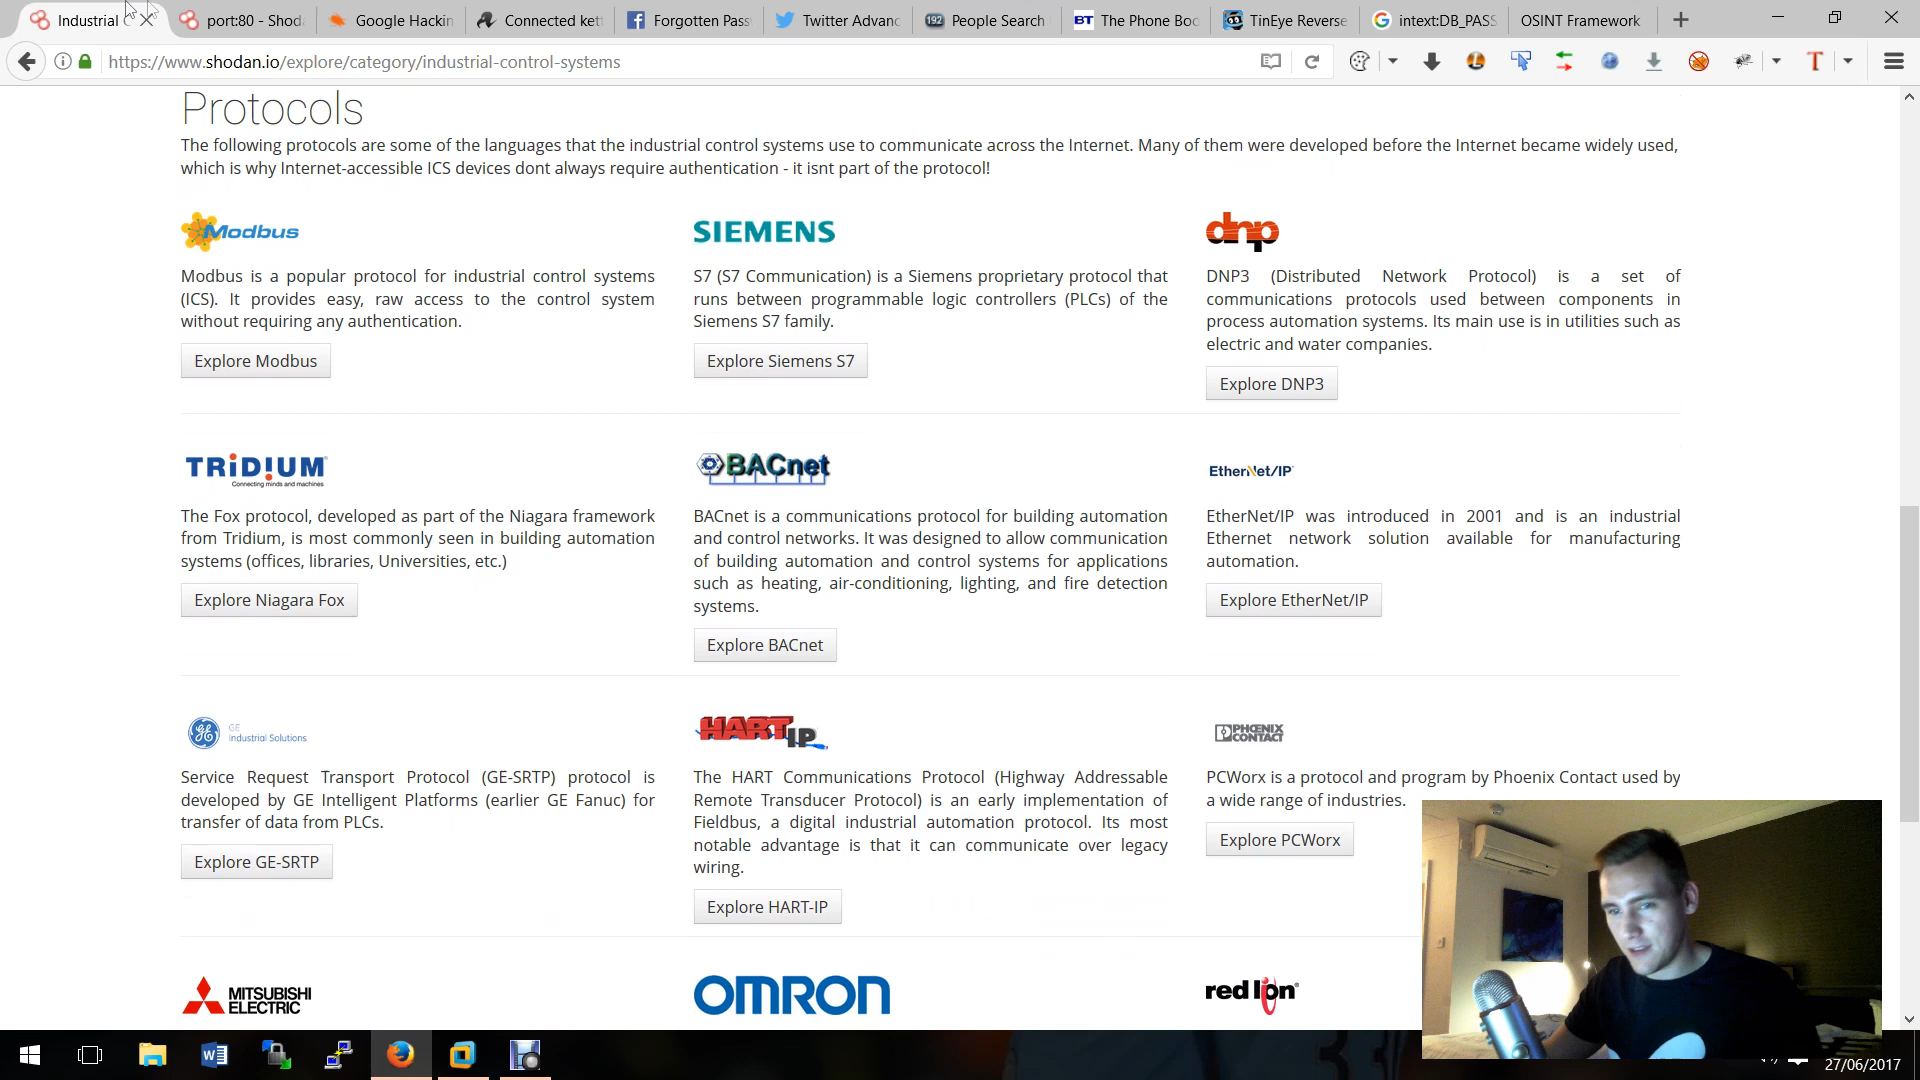 Industrial C
port:80 - Shoda
Google Hackin
Connected kett
Forgotten Pass
Twitter Advanc
192
People Search
BT
The Phone Boo
TinEye Reverse
intext:DB_PASS
OSINT Framework
https://www.shodan.io/explore/category/industrial-control-systems
Protocols
The following protocols are some of the languages that the industrial control systems use to communicate across the Internet. Many of them were developed before the Internet became widely used,
which is why Internet-accessible ICS devices dont always require authentication - it isnt part of the protocol!
Modbus
SIEMENS
dnp
Modbus is a popular protocol for industrial control systems
(ICS). It provides easy, raw access to the control system
without requiring any authentication.
Explore Modbus
S7 (S7 Communication) is a Siemens proprietary protocol that
runs between programmable logic controllers (PLCs) of the
Siemens S7 family.
Explore Siemens S7
DNP3 (Distributed Network Protocol) is a set of
communications protocols used between components in
process automation systems. Its main use is in utilities such as
electric and water companies.
Explore DNP3
TRiDiUM
Connecting minds and machines
BACnet
EtherNet/IP
The Fox protocol, developed as part of the Niagara framework
from Tridium, is most commonly seen in building automation
systems (offices, libraries, Universities, etc.)
Explore Niagara Fox
BACnet is a communications protocol for building automation
and control networks. It was designed to allow communication
of building automation and control systems for applications
such as heating, air-conditioning, lighting, and fire detection
systems.
Explore BACnet
EtherNet/IP was introduced in 2001 and is an industrial
Ethernet network solution available for manufacturing
automation.
Explore EtherNet/IP
GE
Industrial Solutions
HART IP
PHŒNIX
CONTACT
Service Request Transport Protocol (GE-SRTP) protocol is
developed by GE Intelligent Platforms (earlier GE Fanuc) for
transfer of data from PLCs.
Explore GE-SRTP
The HART Communications Protocol (Highway Addressable
Remote Transducer Protocol) is an early implementation of
Fieldbus, a digital industrial automation protocol. Its most
notable advantage is that it can communicate over legacy
wiring.
Explore HART-IP
PCWorx is a protocol and program by Phoenix Contact used by
a wide range of industries.
Explore PCWorx
MITSUBISHI
ELECTRIC
OMRON
red lion
27/06/2017